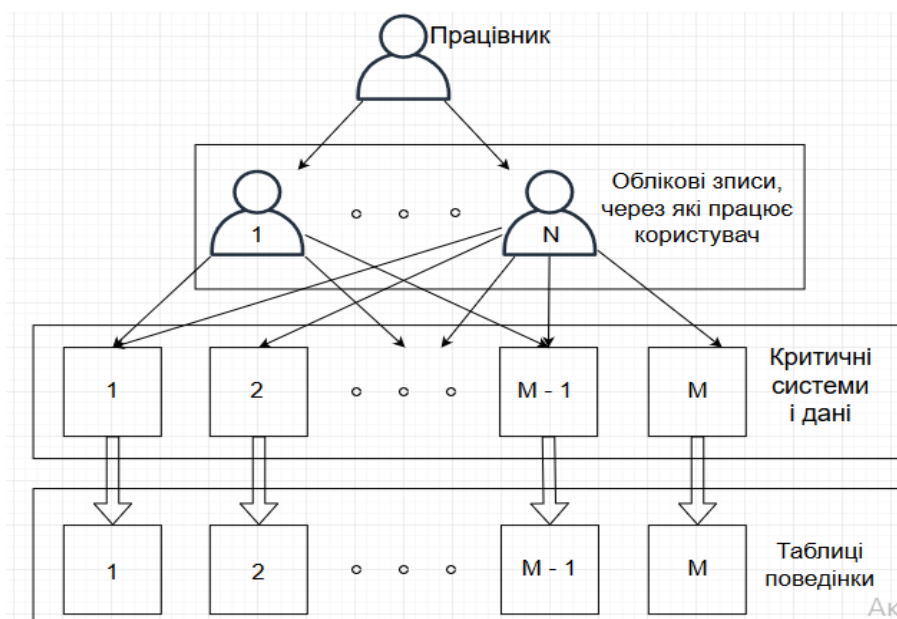 Працівник
Облікові зписи,
через які працює
користувач
1
N
Критичні
системи
і дані
1
2
M - 1
M
Таблиці
поведінки
1
2
M - 1
M
Ак